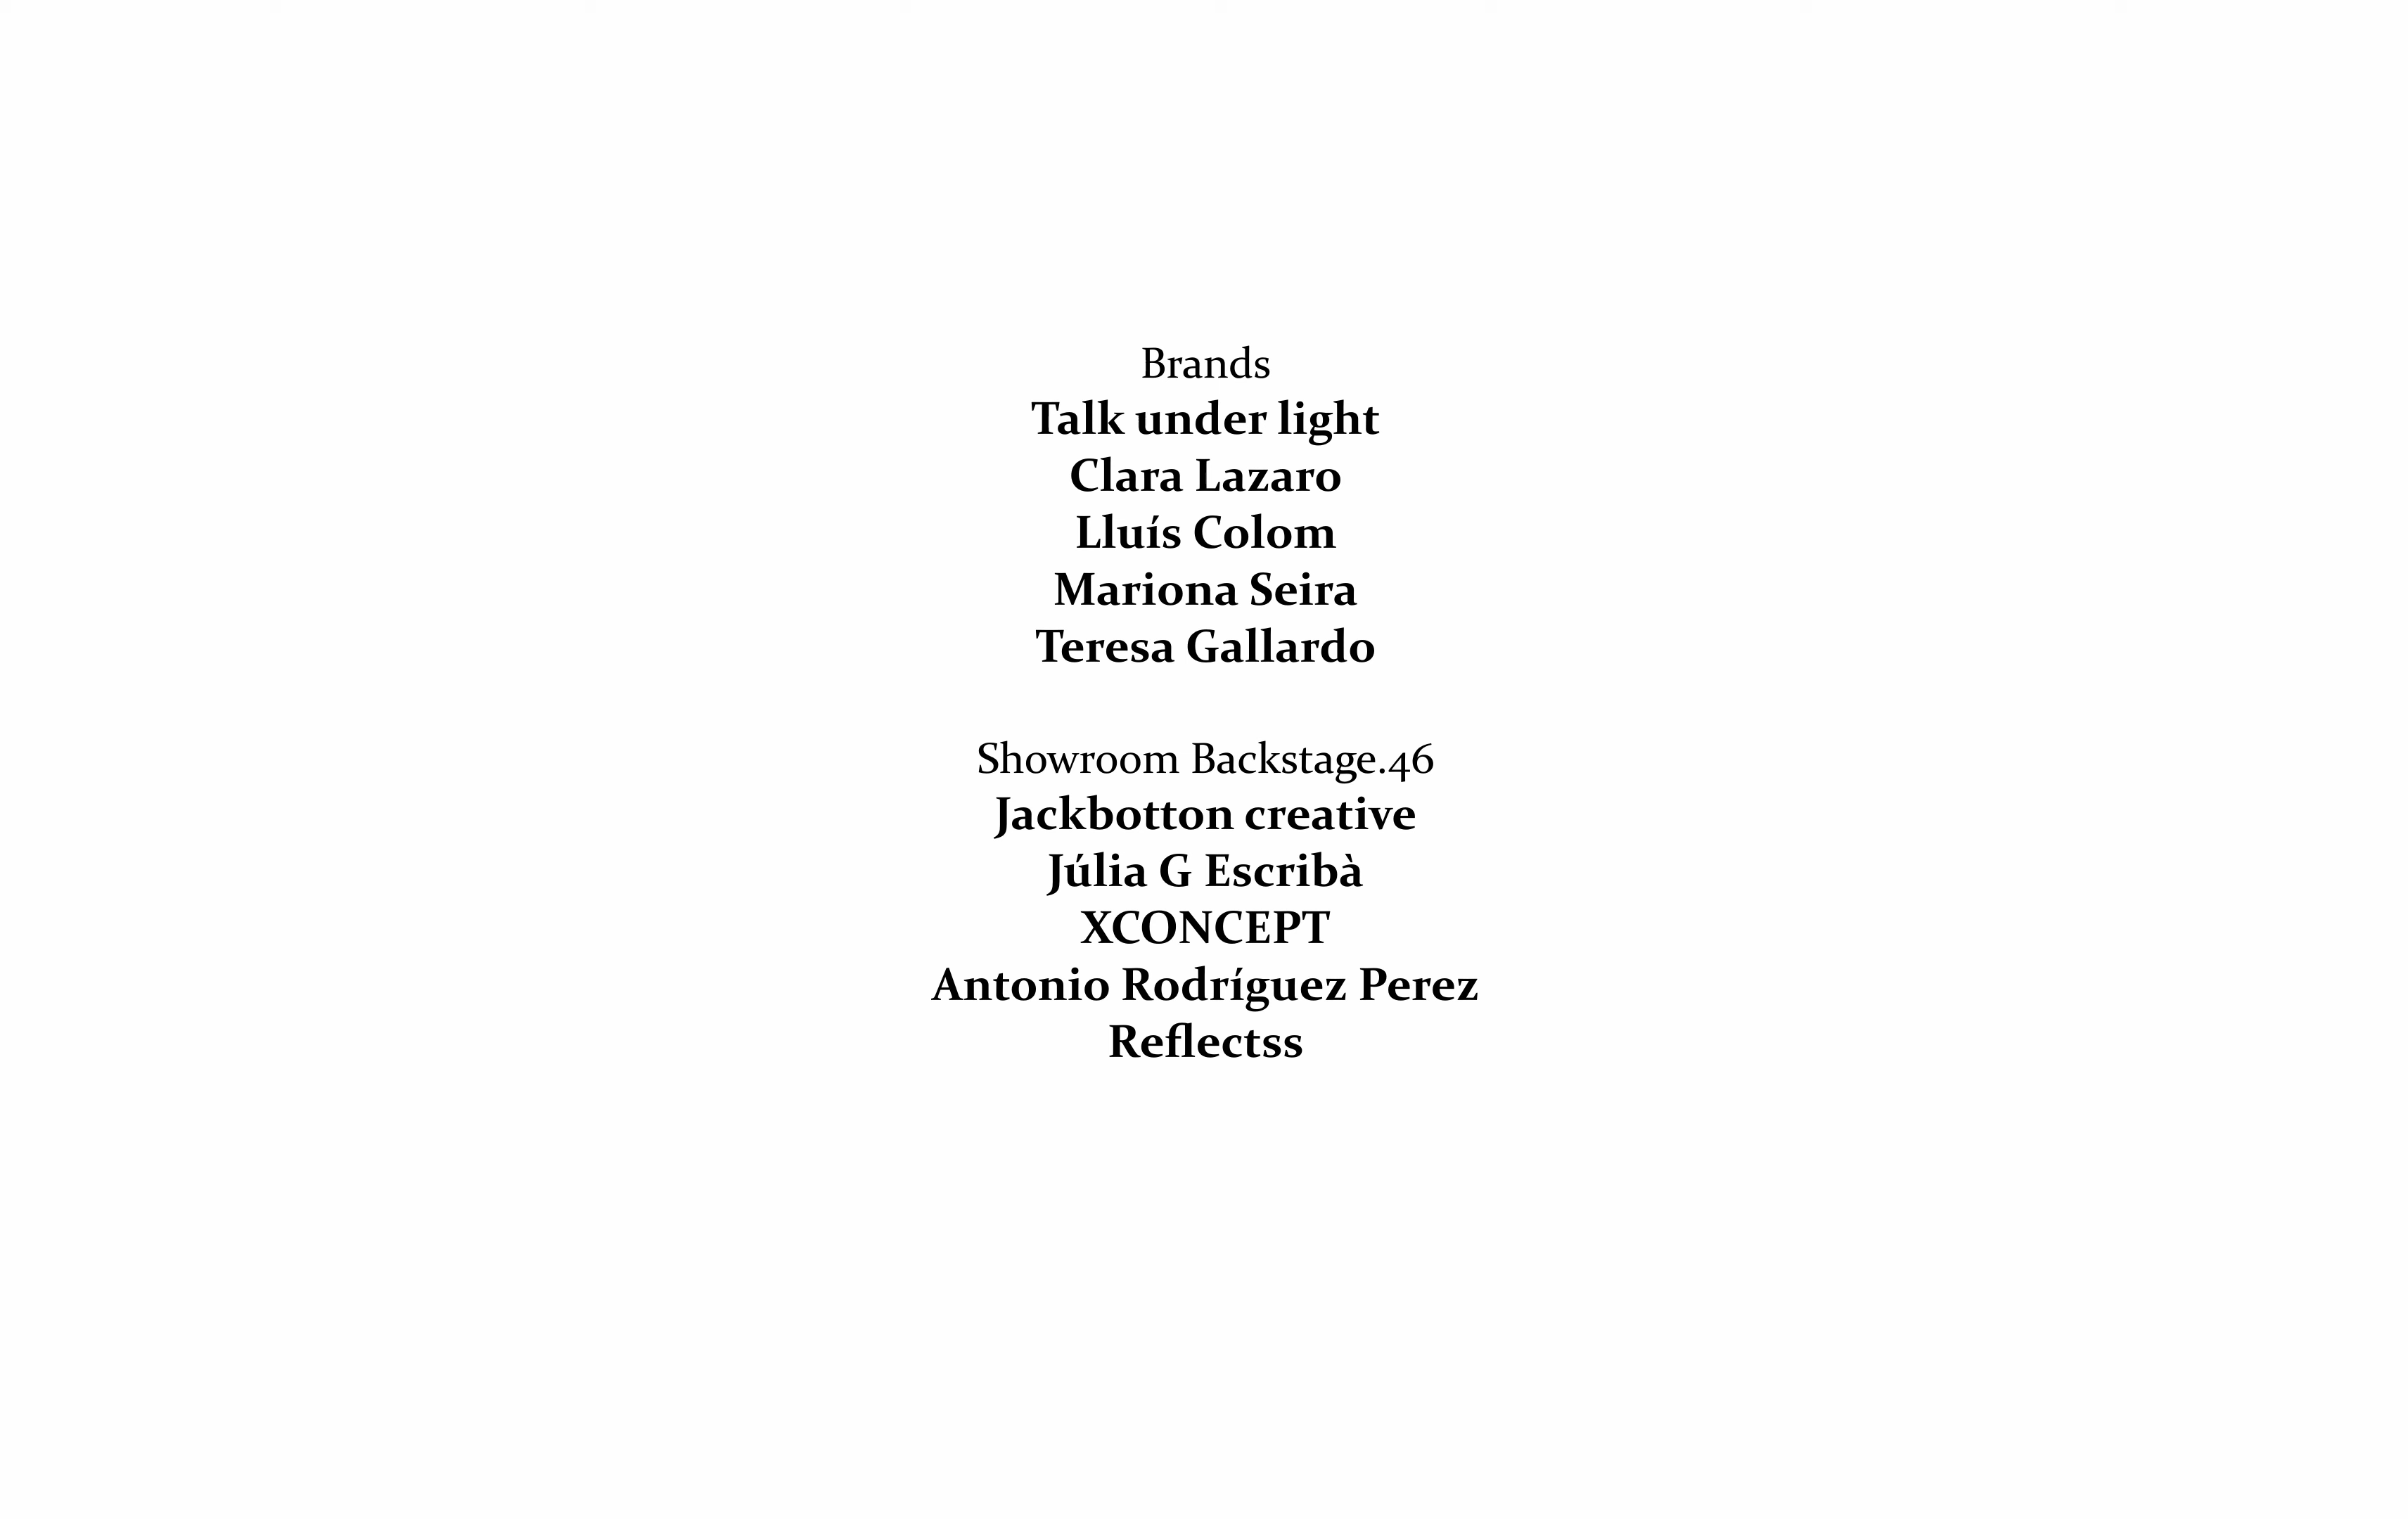 Brands
Talk under light
Clara Lazaro
Lluís Colom
Mariona Seira
Teresa Gallardo
Showroom Backstage.46
Jackbotton creative
Júlia G Escribà
XCONCEPT
Antonio Rodríguez Perez
Reflectss